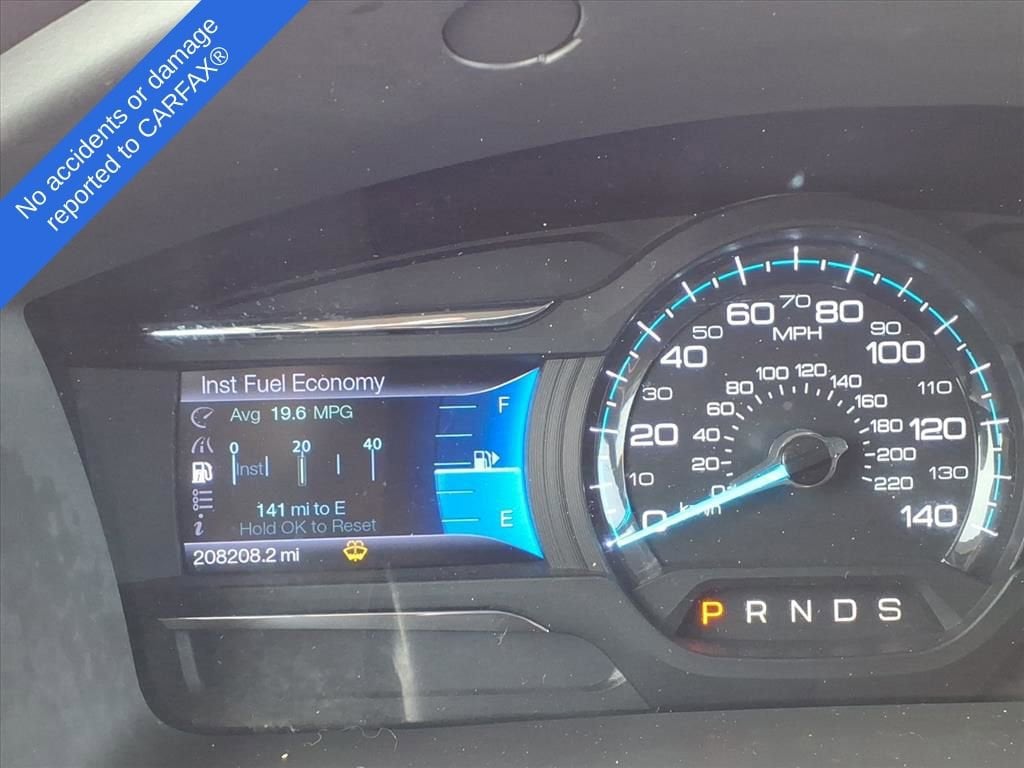 No accidents or damage
reported to CARFAX®
Inst Fuel Economy
Avg 19.6 MPG
0 20 40
Inst
141 mi to E
Hold OK to Reset
208208.2 mi
F
E
0 10 20 30 40 50 60 70 80 90 100 110 120 130 140
MPH
0 20 40 60 80 100 120 140 160 180 200 220
km/h
P R N D S